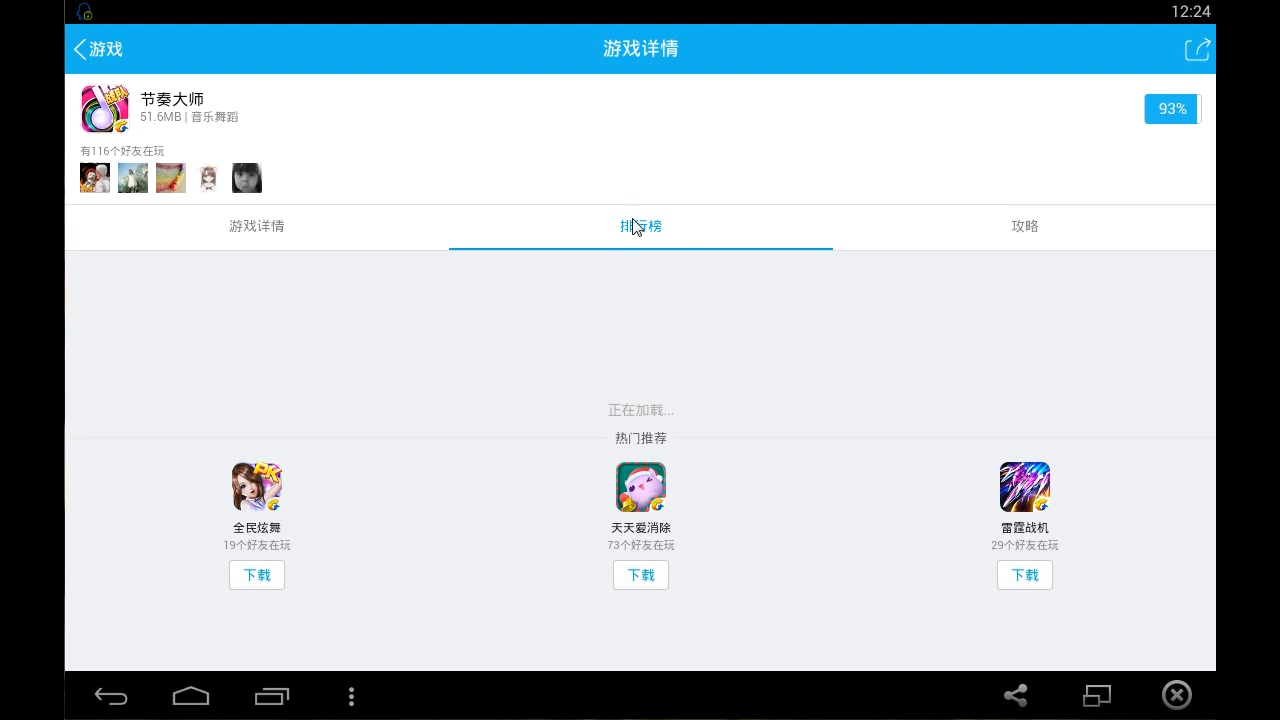 12:24
游戏
游戏详情
节奏大师
51.6MB | 音乐舞蹈
93%
有116个好友在玩
游戏详情
排行榜
攻略
正在加载...
热门推荐
全民炫舞
天天爱消除
雷霆战机
19个好友在玩
73个好友在玩
29个好友在玩
下载
下载
下载